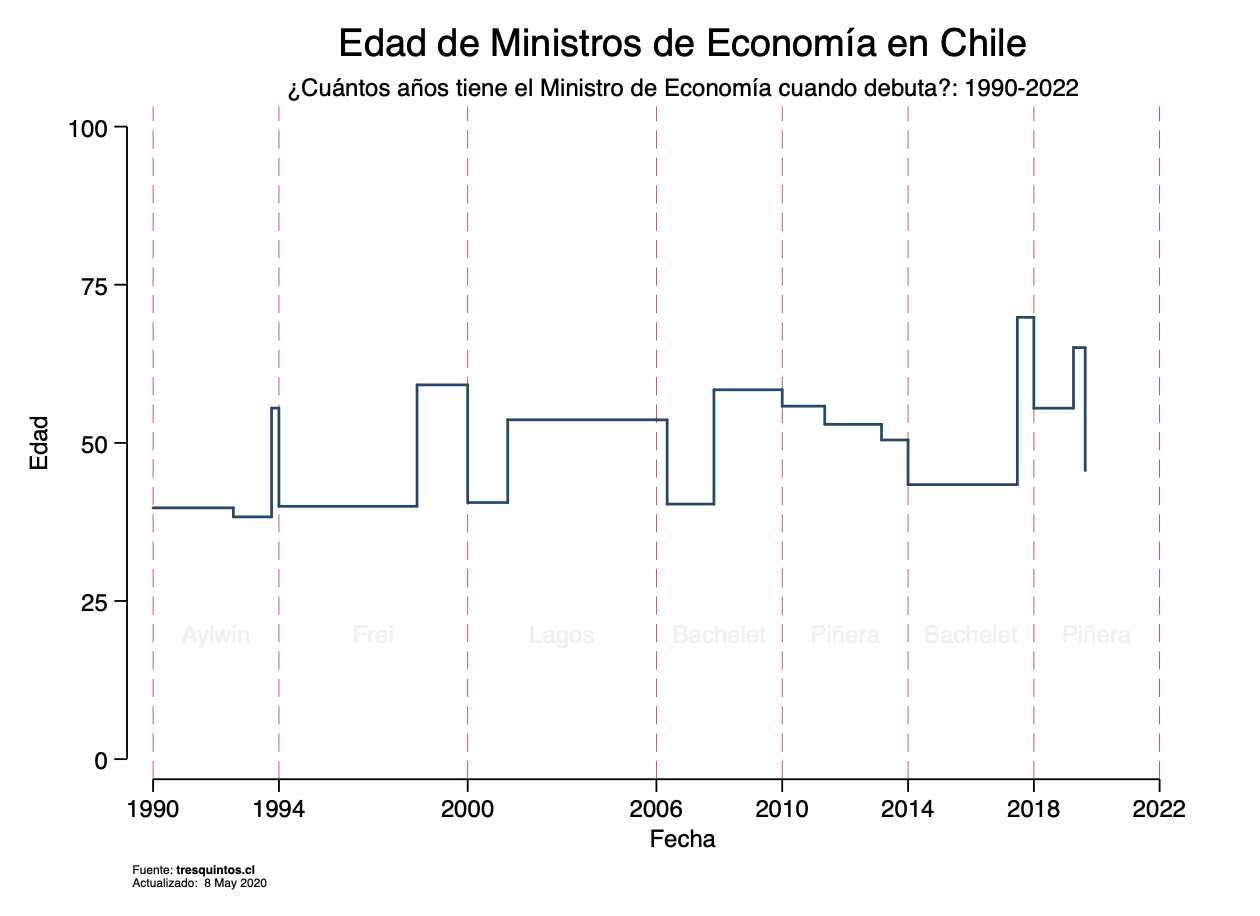 Edad de Ministros de Economía en Chile
¿Cuántos años tiene el Ministro de Economía cuando debuta?: 1990-2022
100
75
50
25
0
Edad
Aylwin Frei Lagos Bachelet Piñera Bachelet Piñera
1990 1994 2000 2006 2010 2014 2018 2022
Fecha
Fuente: tresquintos.cl
Actualizado: 8 May 2020